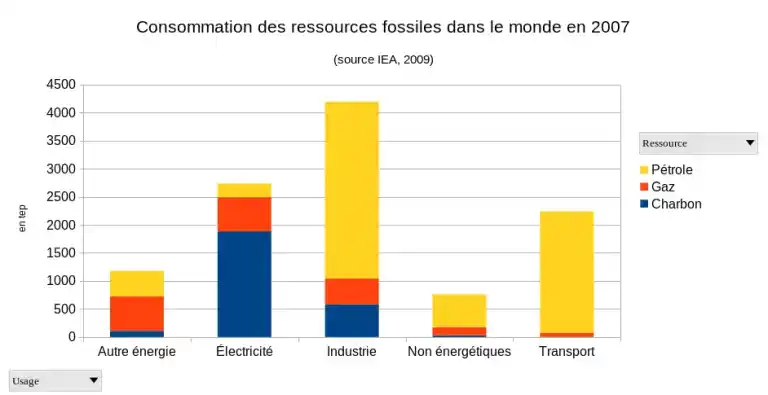 Consommation des ressources fossiles dans le monde en 2007
(source IEA, 2009)
4500
4000
3500
3000
2500
2000
1500
1000
500
0
en tep
Autre énergie Électricité Industrie Non énergétiques Transport
Ressource
Pétrole
Gaz
Charbon
Usage